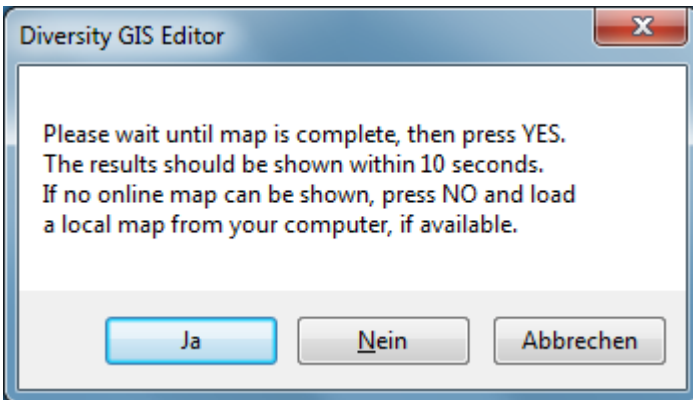 Diversity GIS Editor
Please wait until map is complete, then press YES.
The results should be shown within 10 seconds.
If no online map can be shown, press NO and load
a local map from your computer, if available.
Ja
Nein
Abbrechen